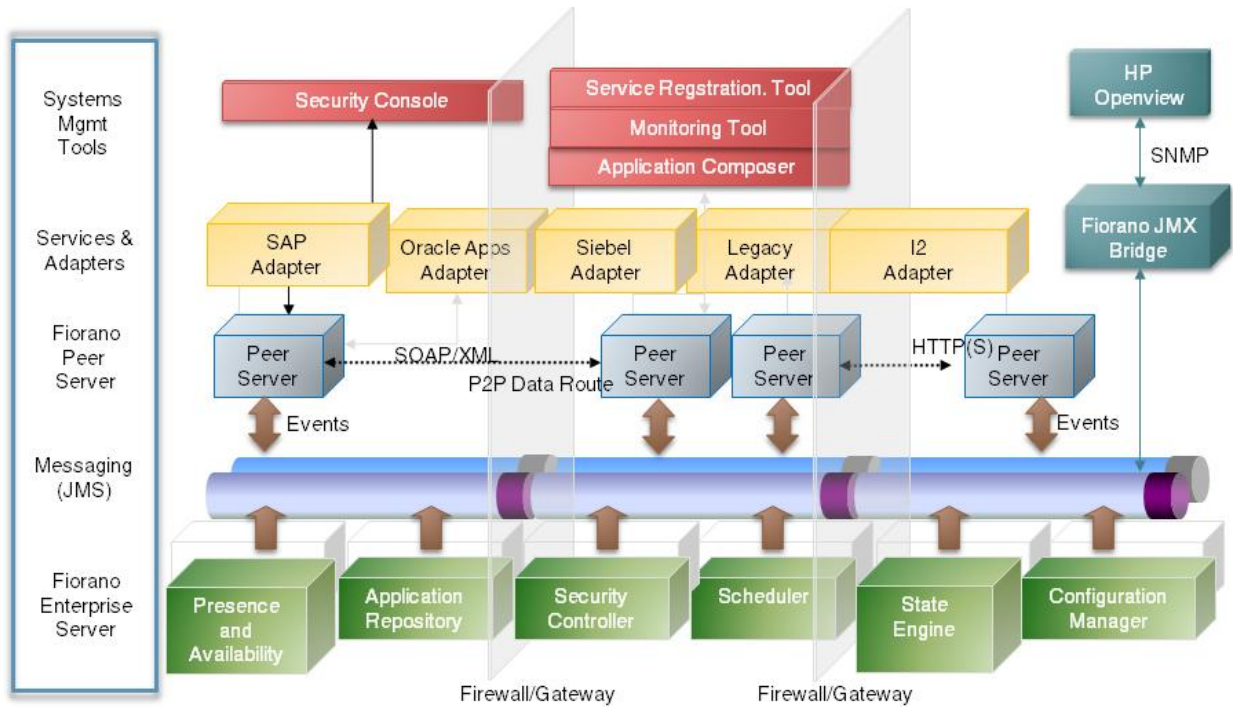 Systems
Mgmt
Tools
Security Console
Service Regstration. Tool
Monitoring Tool
Application Composer
HP
Openview
SNMP
Services &
Adapters
SAP
Adapter
Oracle Apps
Adapter
Siebel
Adapter
Legacy
Adapter
I2
Adapter
Fiorano JMX
Bridge
Fiorano
Peer
Server
Peer
Server
SOAP/XML
P2P Data Route
Peer
Server
Peer
Server
HTTP(S)
Peer
Server
Events
Events
Messaging
(JMS)
Fiorano
Enterprise
Server
Presence
and
Availability
Application
Repository
Security
Controller
Scheduler
State
Engine
Configuration
Manager
Firewall/Gateway
Firewall/Gateway